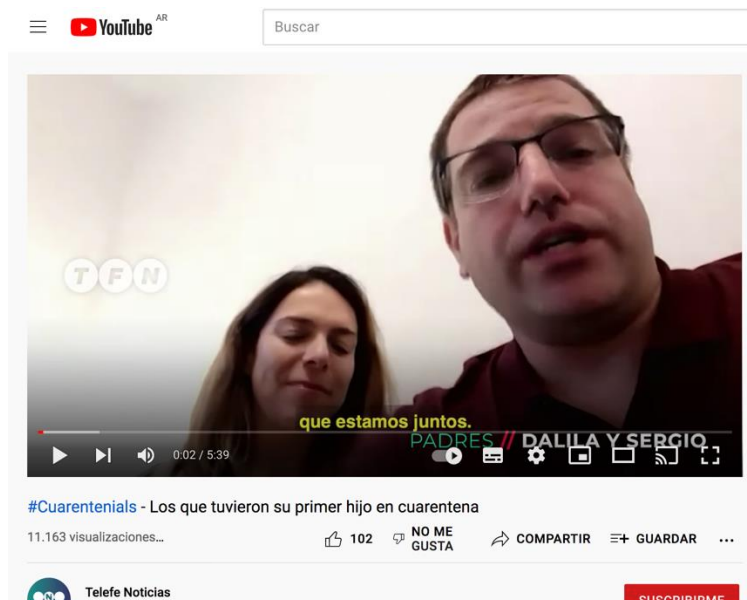 YouTube AR
Buscar
TFN
que estamos juntos.
PADRES // DALILA Y SERGIO
0:02 / 5:39
#Cuarentenials - Los que tuvieron su primer hijo en cuarentena
11.163 visualizaciones...
102
NO ME
GUSTA
COMPARTIR
GUARDAR
...
N
Telefe Noticias
SUSCRIBIRME